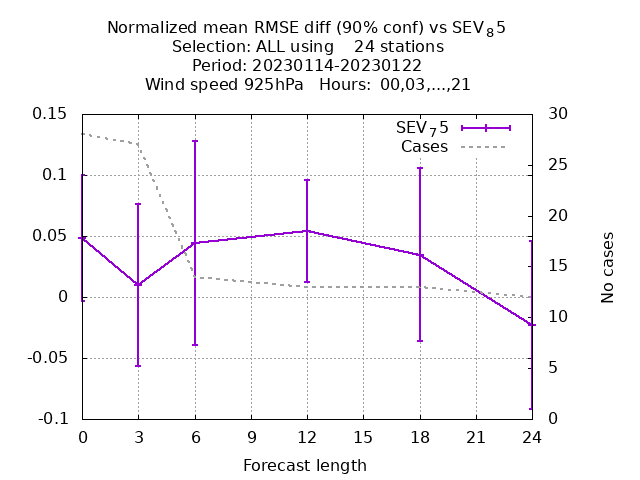 Normalized mean RMSE diff (90% conf) vs SEV₈5
Selection: ALL using    24 stations
Period: 20230114-20230122
Wind speed 925hPa   Hours:  00,03,...,21
SEV₇5
Cases
0.15
0.1
0.05
0
-0.05
-0.1
30
25
20
15
10
5
0
No cases
0 3 6 9 12 15 18 21 24
Forecast length